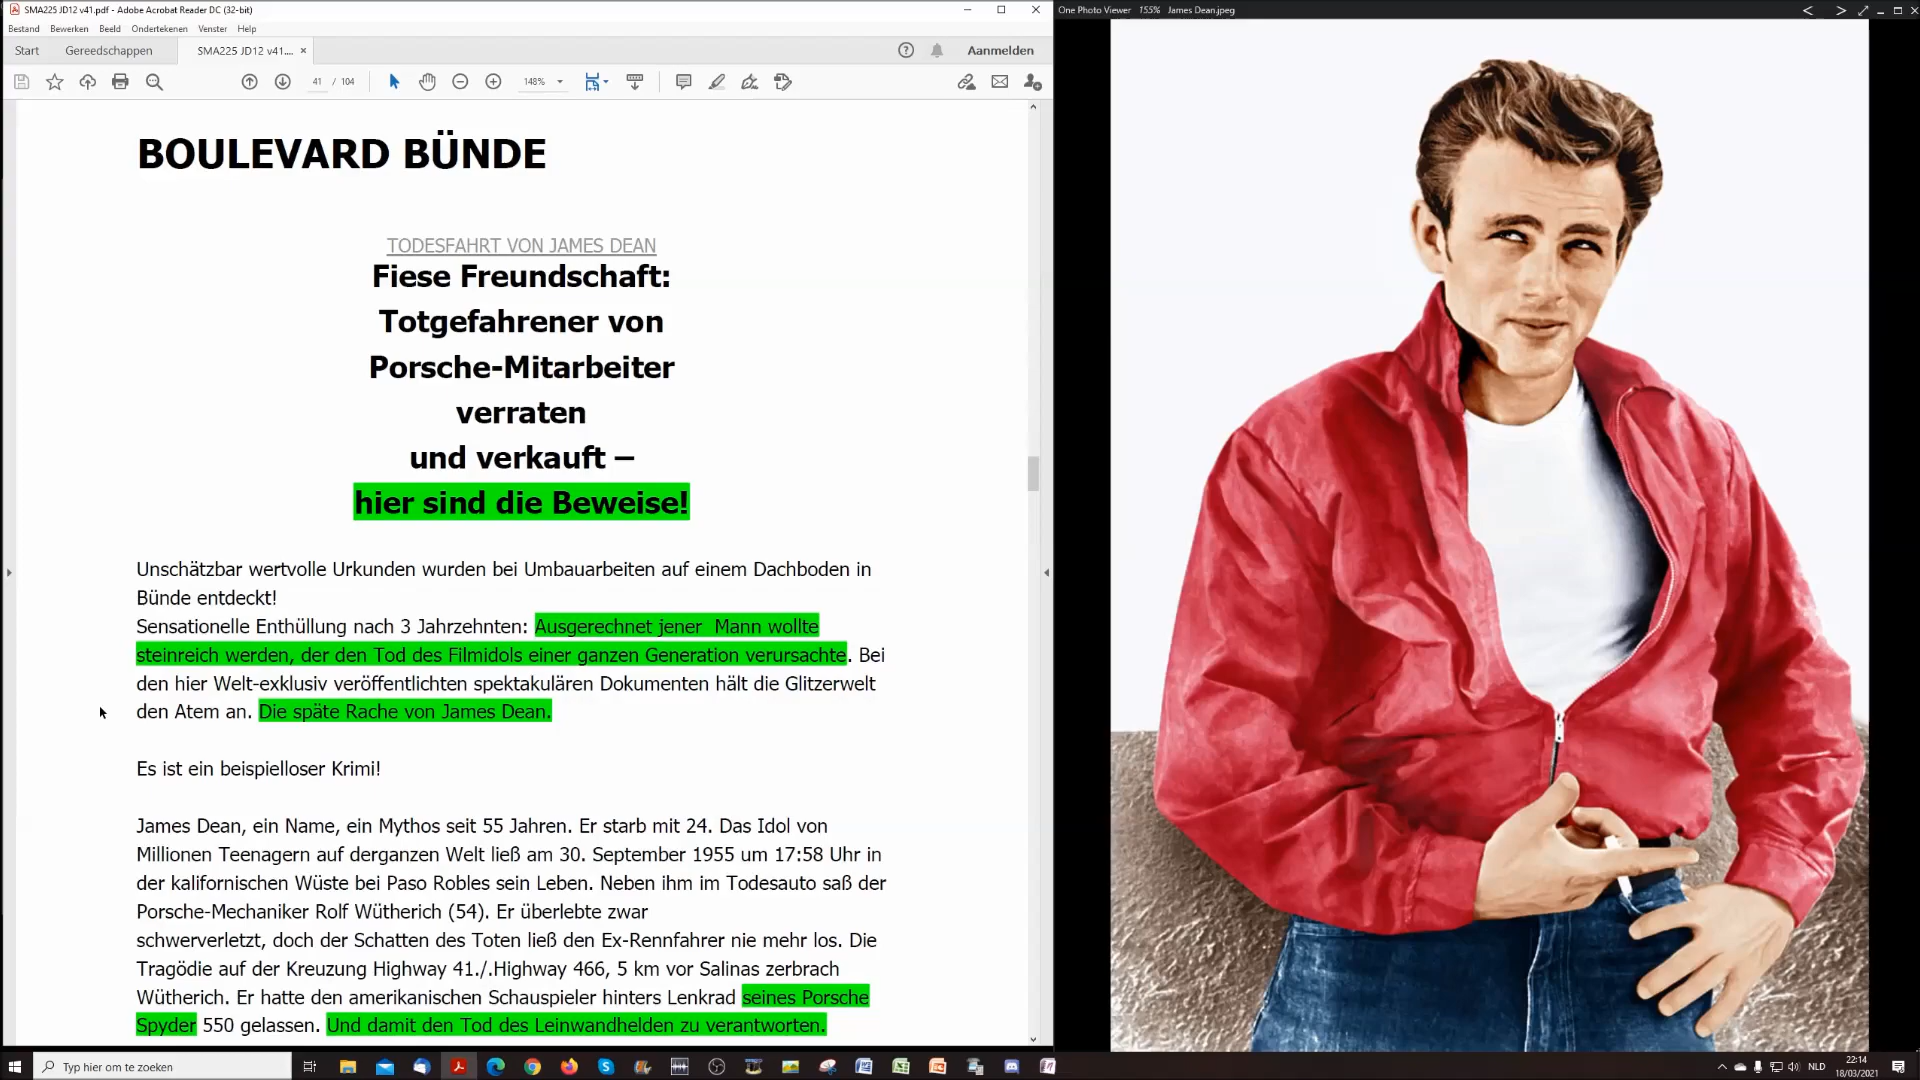 SMA225 JD12 v41.pdf - Adobe Acrobat Reader DC (32-bit)
Bestand Bewerken Beeld Ondertekenen Venster Help
Start Gereedschappen SMA225 JD12 v41.... × Aanmelden
41 / 104 148%
BOULEVARD BÜNDE
TODESFAHRT VON JAMES DEAN
Fiese Freundschaft:
Totgefahrener von
Porsche-Mitarbeiter
verraten
und verkauft –
hier sind die Beweise!
Unschätzbar wertvolle Urkunden wurden bei Umbauarbeiten auf einem Dachboden in
Bünde entdeckt!
Sensationelle Enthüllung nach 3 Jahrzehnten: Ausgerechnet jener Mann wollte
steinreich werden, der den Tod des Filmidols einer ganzen Generation verursachte. Bei
den hier Welt-exklusiv veröffentlichten spektakulären Dokumenten hält die Glitzerwelt
den Atem an. Die späte Rache von James Dean.
Es ist ein beispielloser Krimi!
James Dean, ein Name, ein Mythos seit 55 Jahren. Er starb mit 24. Das Idol von
Millionen Teenagern auf derganzen Welt ließ am 30. September 1955 um 17:58 Uhr in
der kalifornischen Wüste bei Paso Robles sein Leben. Neben ihm im Todesauto saß der
Porsche-Mechaniker Rolf Wütherich (54). Er überlebte zwar
schwerverletzt, doch der Schatten des Toten ließ den Ex-Rennfahrer nie mehr los. Die
Tragödie auf der Kreuzung Highway 41./.Highway 466, 5 km vor Salinas zerbrach
Wütherich. Er hatte den amerikanischen Schauspieler hinters Lenkrad seines Porsche
Spyder 550 gelassen. Und damit den Tod des Leinwandhelden zu verantworten.
One Photo Viewer 155% James Dean.jpeg
Typ hier om te zoeken
NLD
22:14
18/03/2021